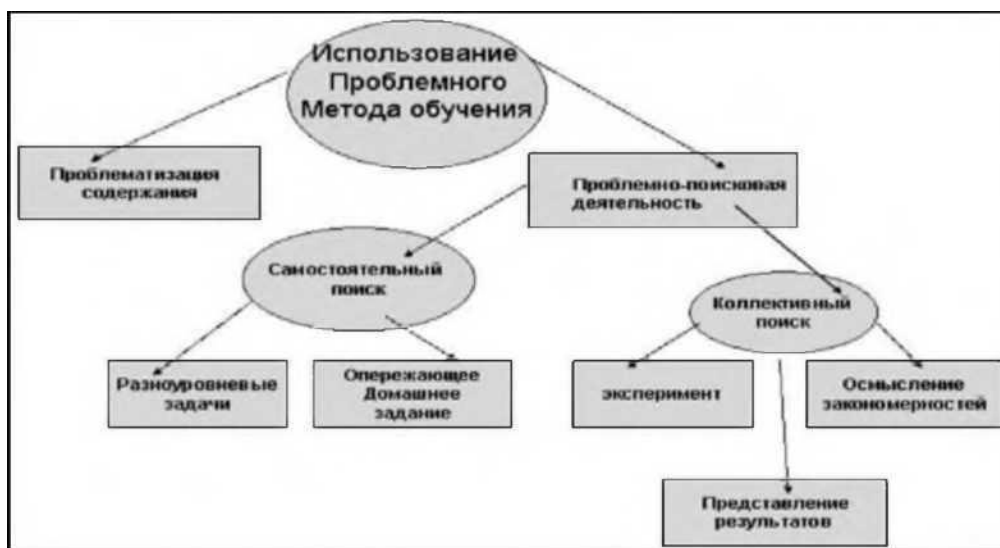 Использование
Проблемного
Метода обучения
Проблематизация
содержания
Проблемно-поисковая
деятельность
Самостоятельный
поиск
Коллективный
поиск
Разноуровневые
задачи
Опережающее
Домашнее
задание
эксперимент
Осмысление
закономерностей
Представление
результатов